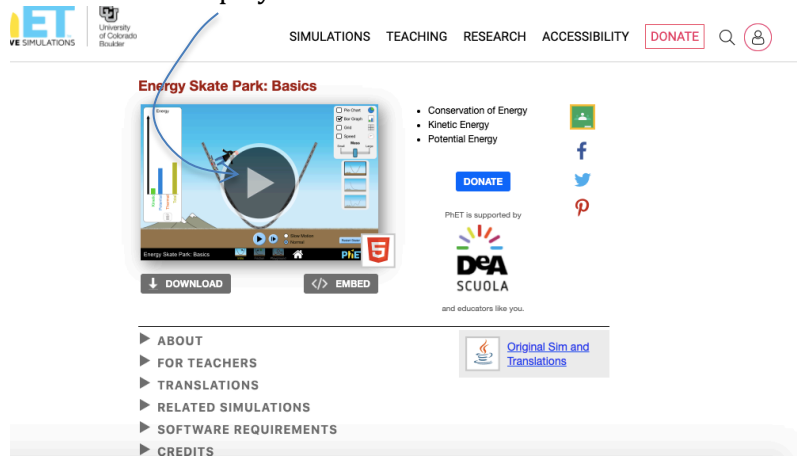 ET
VE SIMULATIONS
University
of Colorado
Boulder
SIMULATIONS TEACHING RESEARCH ACCESSIBILITY DONATE
Energy Skate Park: Basics
Energy
Pie Chart
Bar Graph
Grid
Speed
Mass
Slow Motion
Normal
Energy Skate Park: Basics
PhET
5
DOWNLOAD
</> EMBED
Conservation of Energy
Kinetic Energy
Potential Energy
DONATE
PhET is supported by
DeA
SCUOLA
and educators like you.
ABOUT
FOR TEACHERS
TRANSLATIONS
RELATED SIMULATIONS
SOFTWARE REQUIREMENTS
CREDITS
Original Sim and
Translations